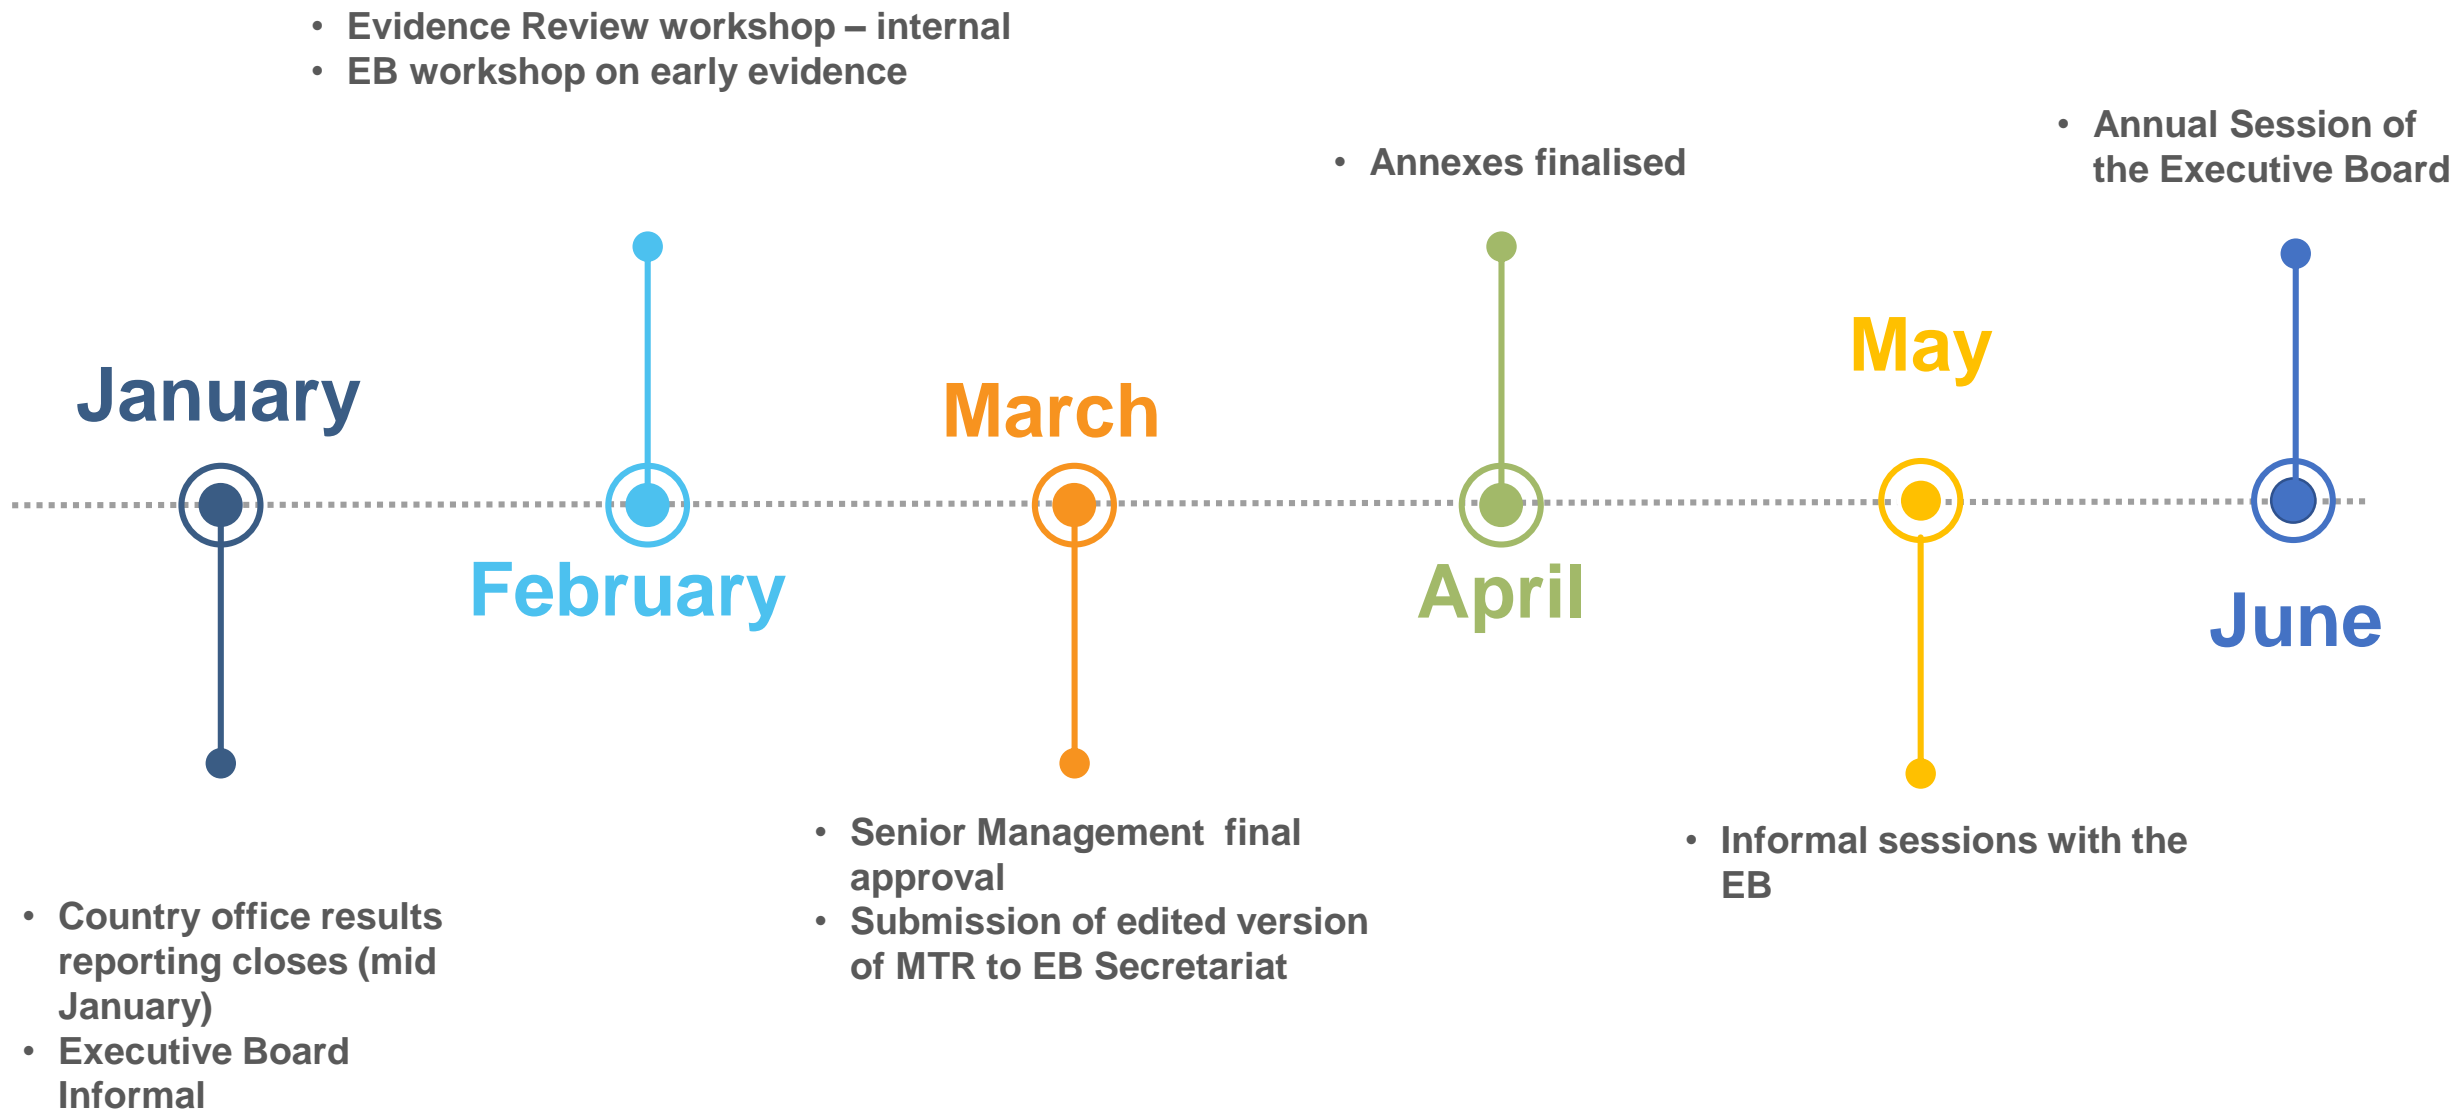 • Evidence Review workshop – internal
• EB workshop on early evidence
• Annual Session of
the Executive Board
• Annexes finalised
January
February
March
April
May
June
• Country office results
reporting closes (mid
January)
• Executive Board
Informal
• Senior Management  final
approval
• Submission of edited version
of MTR to EB Secretariat
• Informal sessions with the
EB